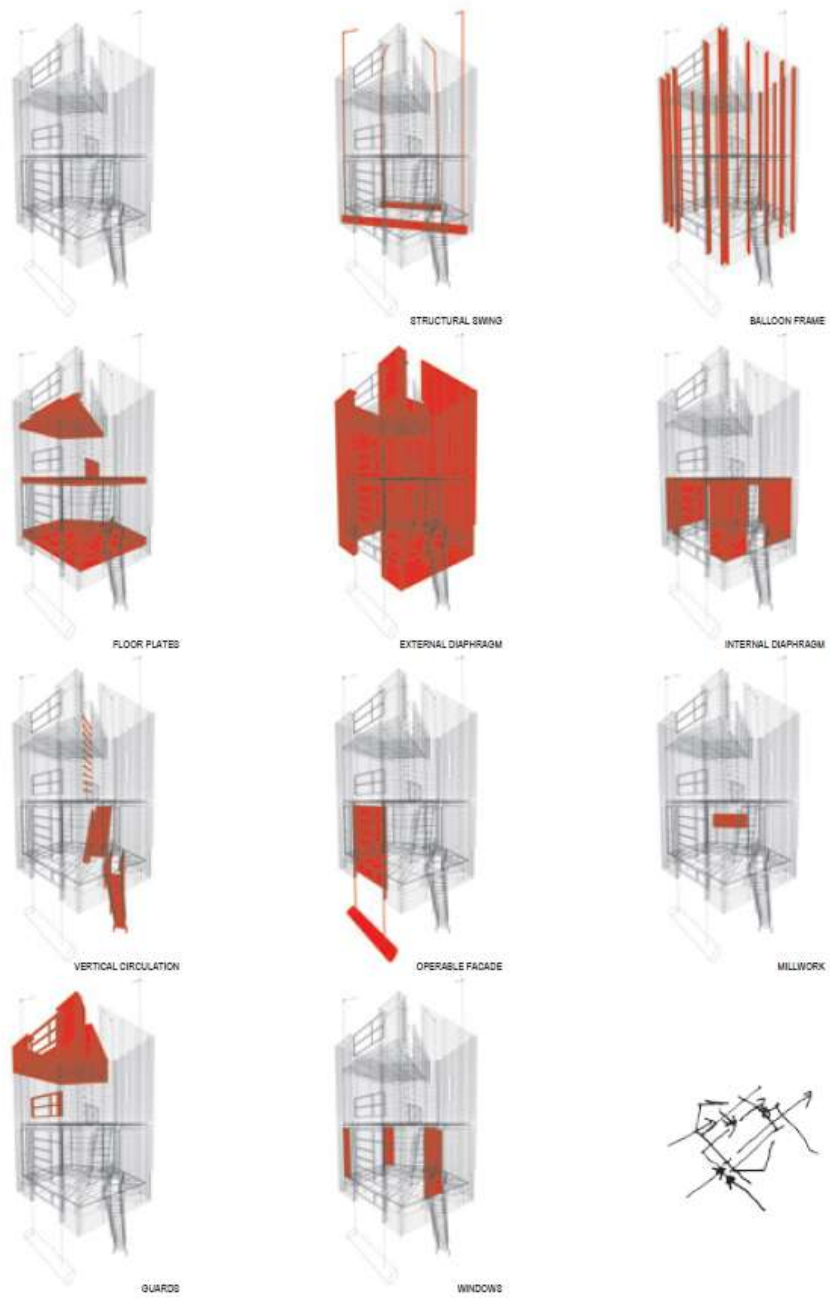 STRUCTURAL SWING
BALLOON FRAME
FLOOR PLATES
EXTERNAL DIAPHRAGM
INTERNAL DIAPHRAGM
VERTICAL CIRCULATION
OPERABLE FACADE
MILLWORK
GUARDS
WINDOWS